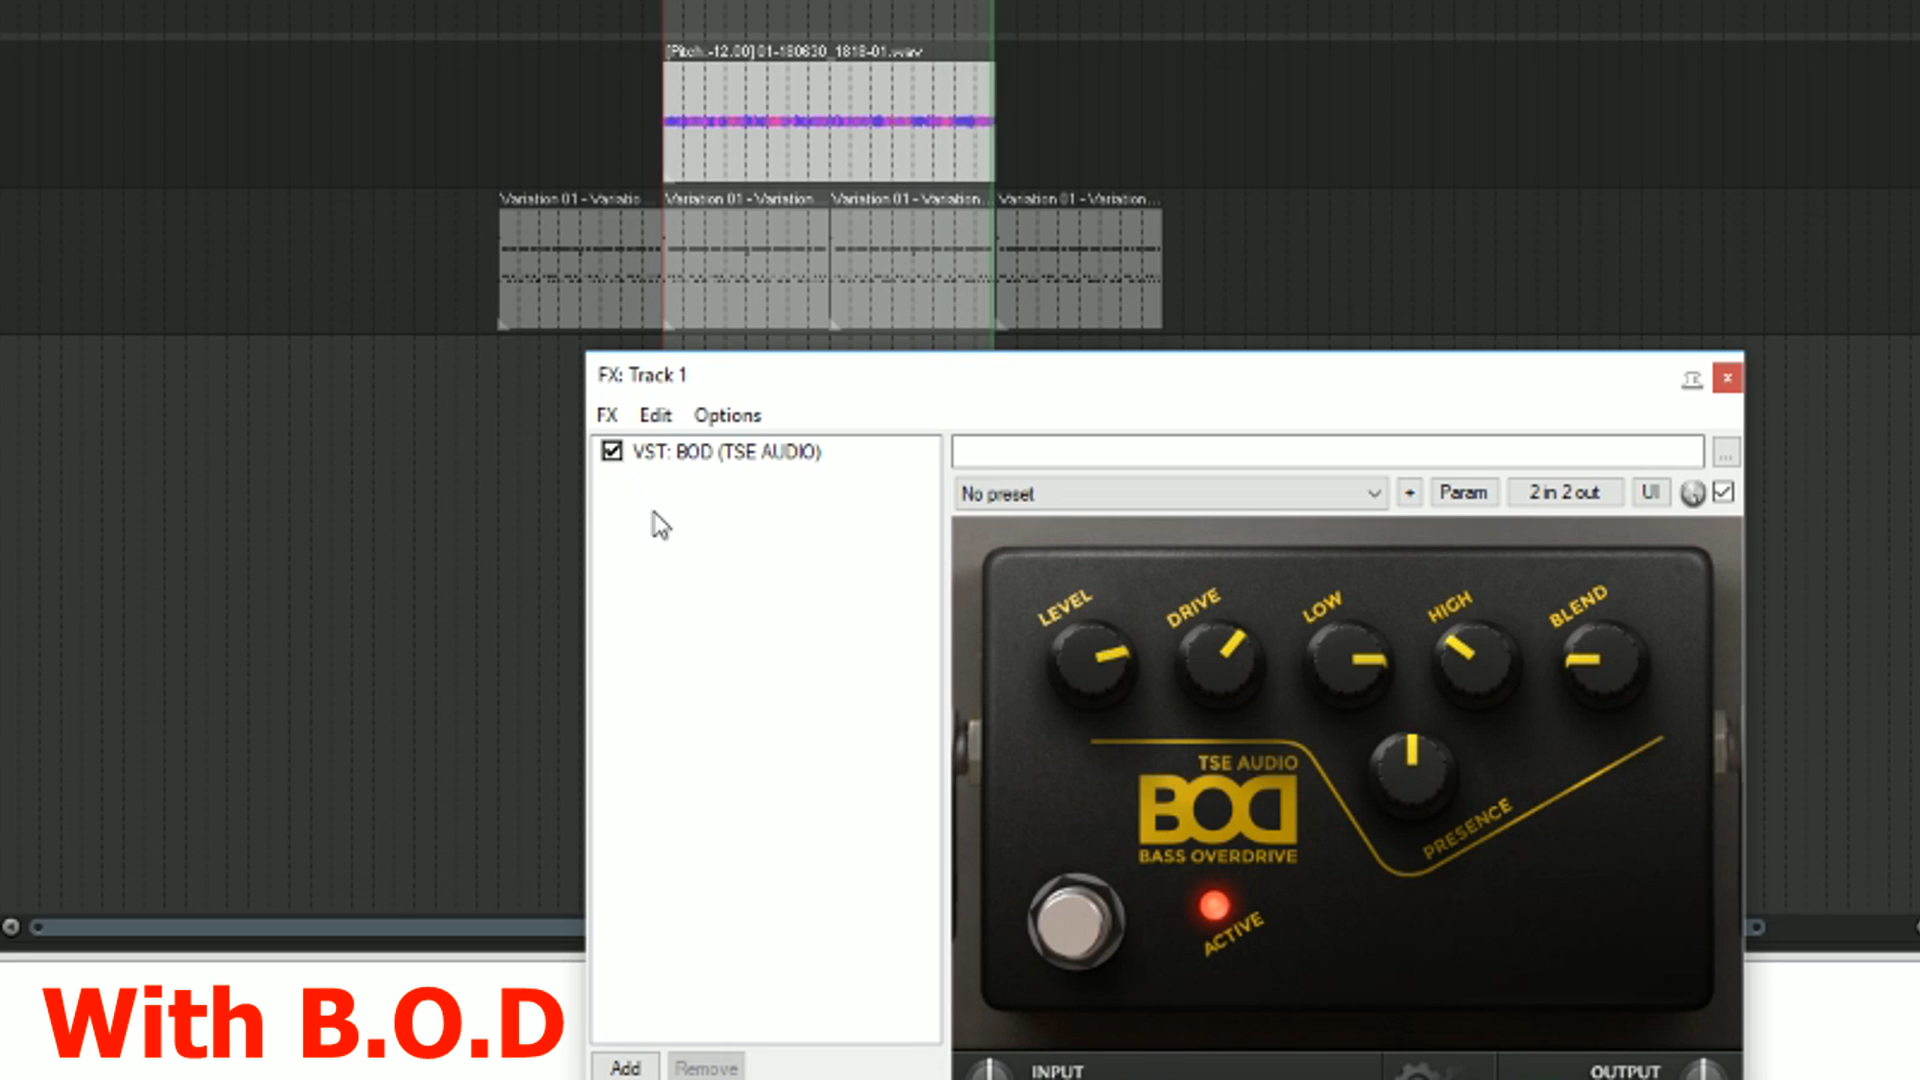 [Pitch:-12.00]01-180630_1818-01.wav
Variation 01 - Variatio...
Variation 01 - Variation
Variation 01 - Variation...
Variation 01 - Variation...
FX: Track 1
FX Edit Options
VST: BOD (TSE AUDIO)
...
No preset
+
Param
2 in 2 out
UI
LEVEL
DRIVE
LOW
HIGH
BLEND
TSE AUDIO
BOD
BASS OVERDRIVE
PRESENCE
ACTIVE
With B.O.D
Add
Remove
INPUT
OUTPUT